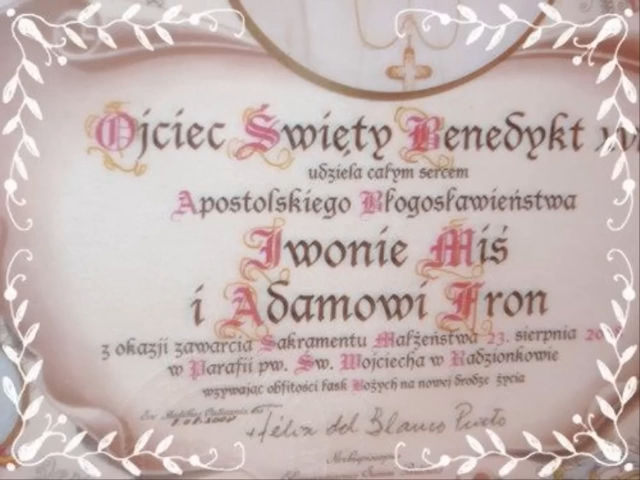 Ojciec Święty Benedykt
udziela całym sercem
Apostolskiego Błogosławieństwa
Iwonie Miś
i Adamowi Fron
z okazji zawarcia Sakramentu Małżeństwa 23. sierpnia
w Parafii pw. Św. Wojciecha w Radzionkowie
wzywając obfitości łask Bożych na nowej drodze życia
Félix del Blanco Prieto